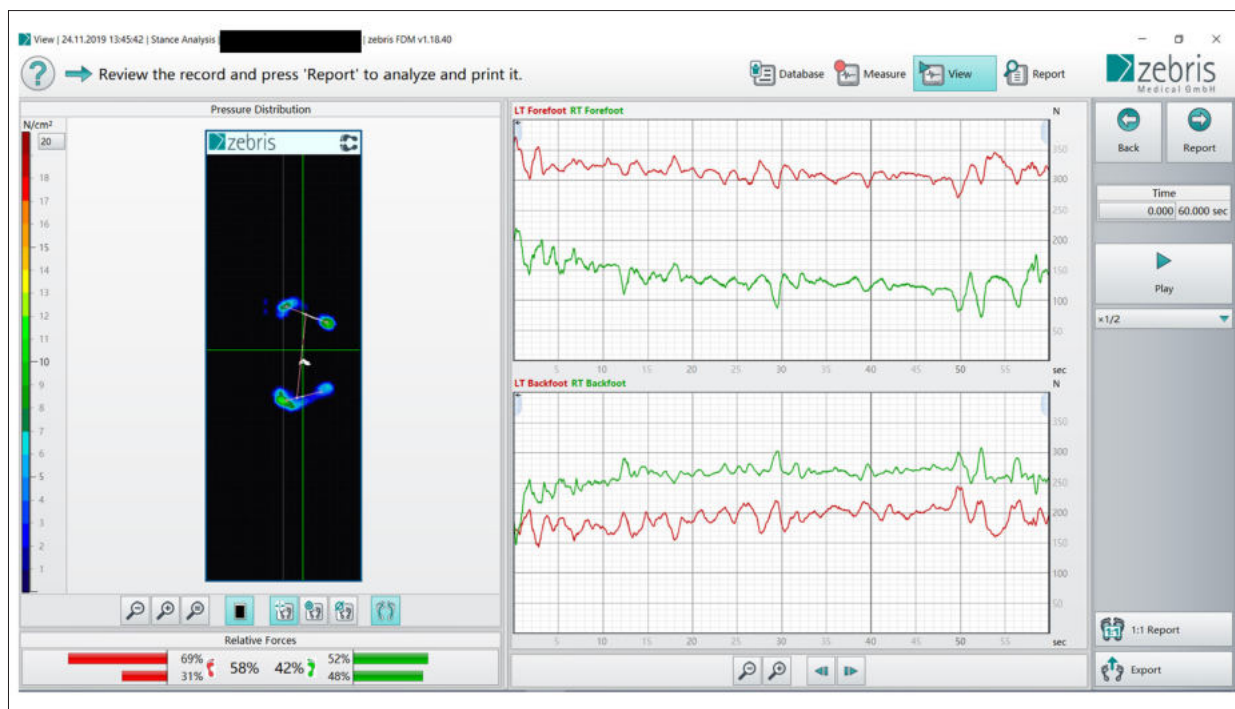 View | 24.11.2019 13:45:42 | Stance Analysis | | zebris FDM v1.18.40
Review the record and press 'Report' to analyze and print it.
Database
Measure
View
Report
zebris
Medical GmbH
Pressure Distribution
N/cm²
20
18
17
16
15
14
13
12
11
10
9
8
7
6
5
4
3
2
1
zebris
LT Forefoot RT Forefoot
N
350
300
250
200
150
100
50
5 10 15 20 25 30 35 40 45 50 55 sec
LT Backfoot RT Backfoot
N
350
300
250
200
150
100
50
5 10 15 20 25 30 35 40 45 50 55 sec
Back
Report
Time
0.000 60.000 sec
Play
×1/2
Relative Forces
69% 58% 42% 52%
31% 48%
1:1 Report
Export